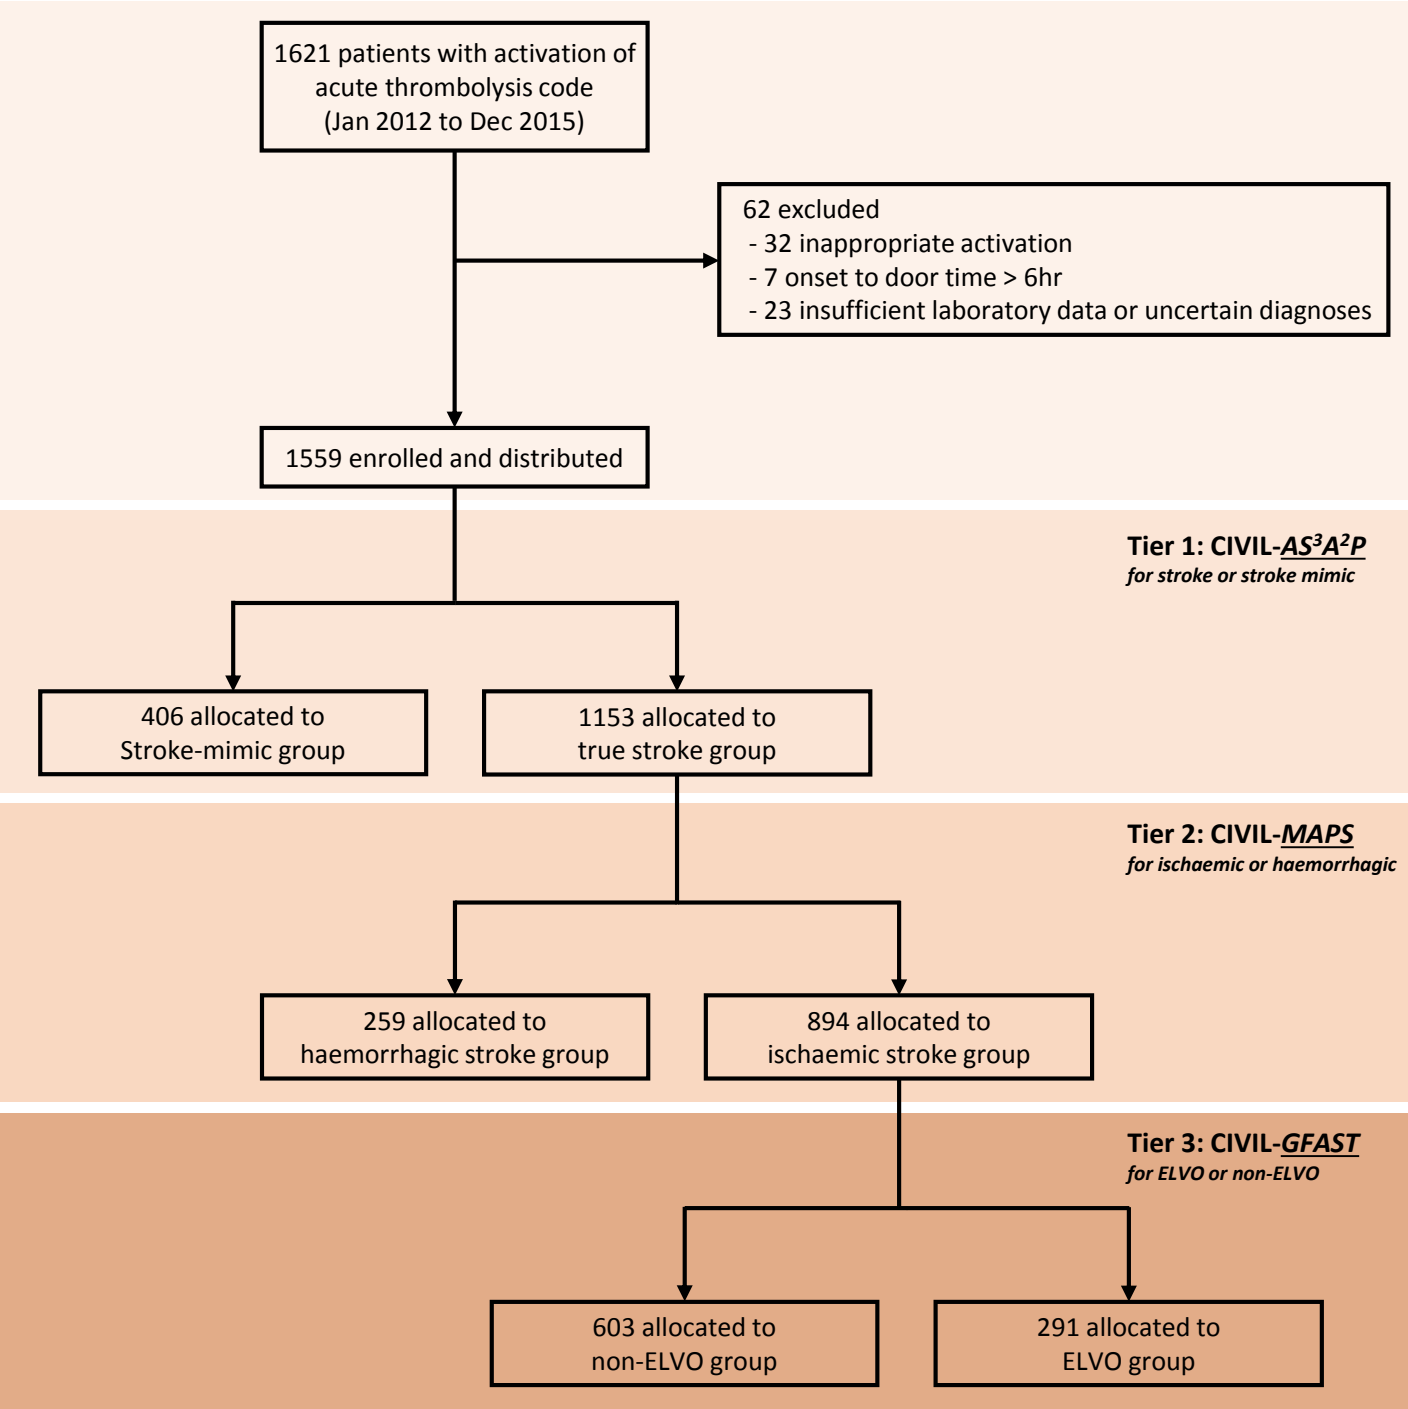 1621 patients with activation of
acute thrombolysis code
(Jan 2012 to Dec 2015)
62 excluded
- 32 inappropriate activation
- 7 onset to door time > 6hr
- 23 insufficient laboratory data or uncertain diagnoses
1559 enrolled and distributed
Tier 1: CIVIL-AS³A²P
for stroke or stroke mimic
406 allocated to
Stroke-mimic group
1153 allocated to
true stroke group
Tier 2: CIVIL-MAPS
for ischaemic or haemorrhagic
259 allocated to
haemorrhagic stroke group
894 allocated to
ischaemic stroke group
Tier 3: CIVIL-GFAST
for ELVO or non-ELVO
603 allocated to
non-ELVO group
291 allocated to
ELVO group